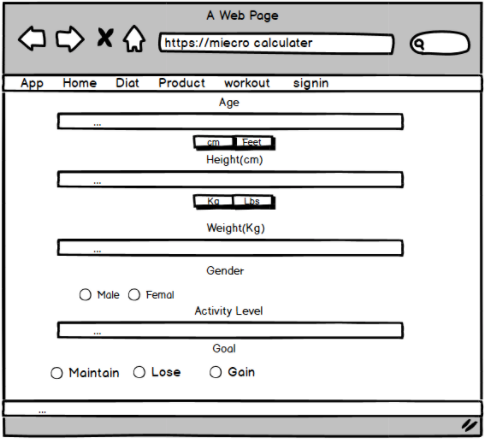 A Web Page
https://miecro calculater
App Home Diat Product workout signin
Age
...
cm Feet
Height(cm)
...
Kg Lbs
Weight(Kg)
...
Gender
Male Femal
Activity Level
...
Goal
Maintain Lose Gain
...